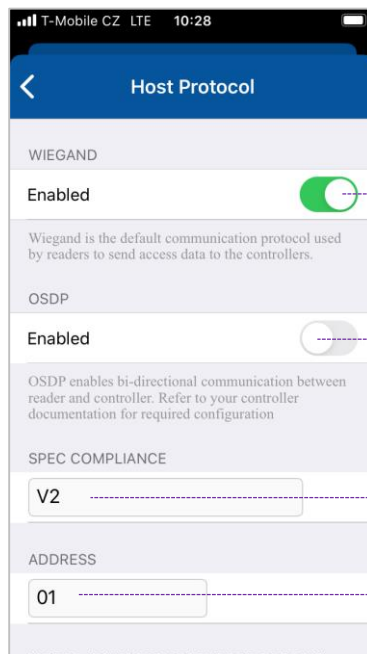 T-Mobile CZ LTE 10:28
Host Protocol
WIEGAND
Enabled
Wiegand is the default communication protocol used
by readers to send access data to the controllers.
OSDP
Enabled
OSDP enables bi-directional communication between
reader and controller. Refer to your controller
documentation for required configuration
SPEC COMPLIANCE
V2
ADDRESS
01